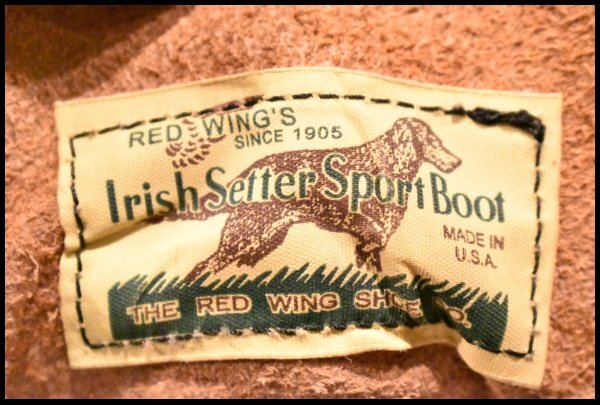 RED WING'S
SINCE 1905
Irish Setter Sport Boot
MADE IN
U.S.A.
THE RED WING SHOE CO.